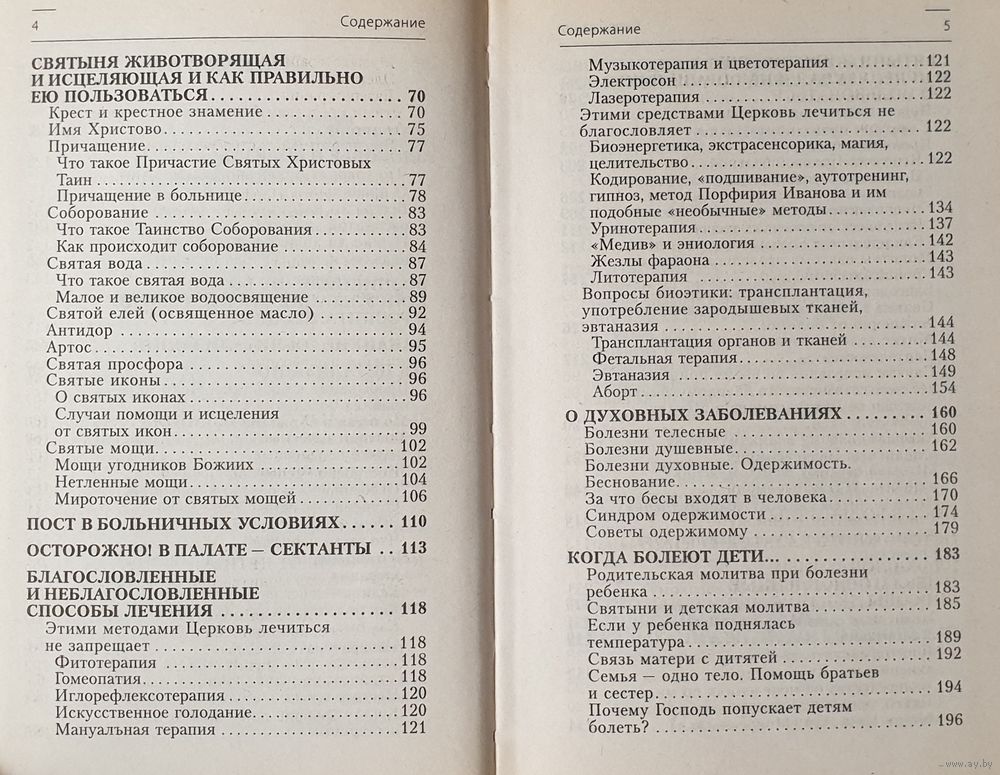 4
Содержание
СВЯТЫНЯ ЖИВОТВОРЯЩАЯ
И ИСЦЕЛЯЮЩАЯ И КАК ПРАВИЛЬНО
ЕЮ ПОЛЬЗОВАТЬСЯ..................... 70
Крест и крестное знамение............... 70
Имя Христово.......................... 75
Причащение............................ 77
Что такое Причастие Святых Христовых
Таин................................. 77
Причащение в больнице.................. 78
Соборование........................... 83
Что такое Таинство Соборования.......... 83
Как происходит соборование.............. 84
Святая вода............................ 87
Что такое святая вода................... 87
Малое и великое водоосвящение.......... 89
Святой елей (освященное масло).......... 92
Антидор............................... 94
Артос................................. 95
Святая просфора........................ 96
Святые иконы.......................... 96
О святых иконах....................... 96
Случаи помощи и исцеления
от святых икон......................... 99
Святые мощи........................... 102
Мощи угодников Божиих................ 102
Нетленные мощи....................... 104
Мироточение от святых мощей............ 106
ПОСТ В БОЛЬНИЧНЫХ УСЛОВИЯХ...... 110
ОСТОРОЖНО! В ПАЛАТЕ — СЕКТАНТЫ .. 113
БЛАГОСЛОВЛЕННЫЕ
И НЕБЛАГОСЛОВЛЕННЫЕ
СПОСОБЫ ЛЕЧЕНИЯ................... 118
Этими методами Церковь лечиться
не запрещает........................... 118
Фитотерапия........................... 118
Гомеопатия............................ 118
Иглорефлексотерапия.................... 120
Искусственное голодание................. 120
Мануальная терапия..................... 121
Содержание
5
Музыкотерапия и цветотерапия .......... 121
Электросон............................ 122
Лазеротерапия......................... 122
Этими средствами Церковь лечиться не
благословляет.......................... 122
Биоэнергетика, экстрасенсорика, магия,
целительство........................... 122
Кодирование, «подшивание», аутотренинг,
гипноз, метод Порфирия Иванова и им
подобные «необычные» методы........... 134
Уринотерапия.......................... 137
«Медив» и эниология................... 142
Жезлы фараона........................ 143
Литотерапия........................... 143
Вопросы биоэтики: трансплантация,
употребление зародышевых тканей,
эвтаназия............................. 144
Трансплантация органов и тканей......... 144
Фетальная терапия...................... 148
Эвтаназия............................. 149
Аборт................................. 154
О ДУХОВНЫХ ЗАБОЛЕВАНИЯХ......... 160
Болезни телесные....................... 160
Болезни душевные....................... 162
Болезни духовные. Одержимость.
Беснование............................ 166
За что бесы входят в человека............ 170
Синдром одержимости................... 174
Советы одержимому..................... 179
КОГДА БОЛЕЮТ ДЕТИ.................. 183
Родительская молитва при болезни
ребенка............................... 183
Святыни и детская молитва.............. 185
Если у ребенка поднялась
температура........................... 189
Связь матери с дитятей.................. 192
Семья — одно тело. Помощь братьев
и сестер............................... 194
Почему Господь попускает детям
болеть?............................... 196
www.ay.by